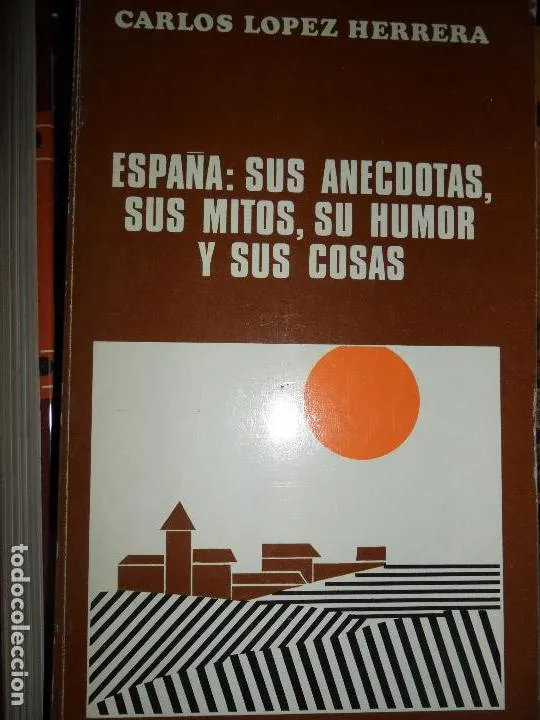 CARLOS LOPEZ HERRERA
ESPAÑA: SUS ANECDOTAS,
SUS MITOS, SU HUMOR
Y SUS COSAS
todocoleccion